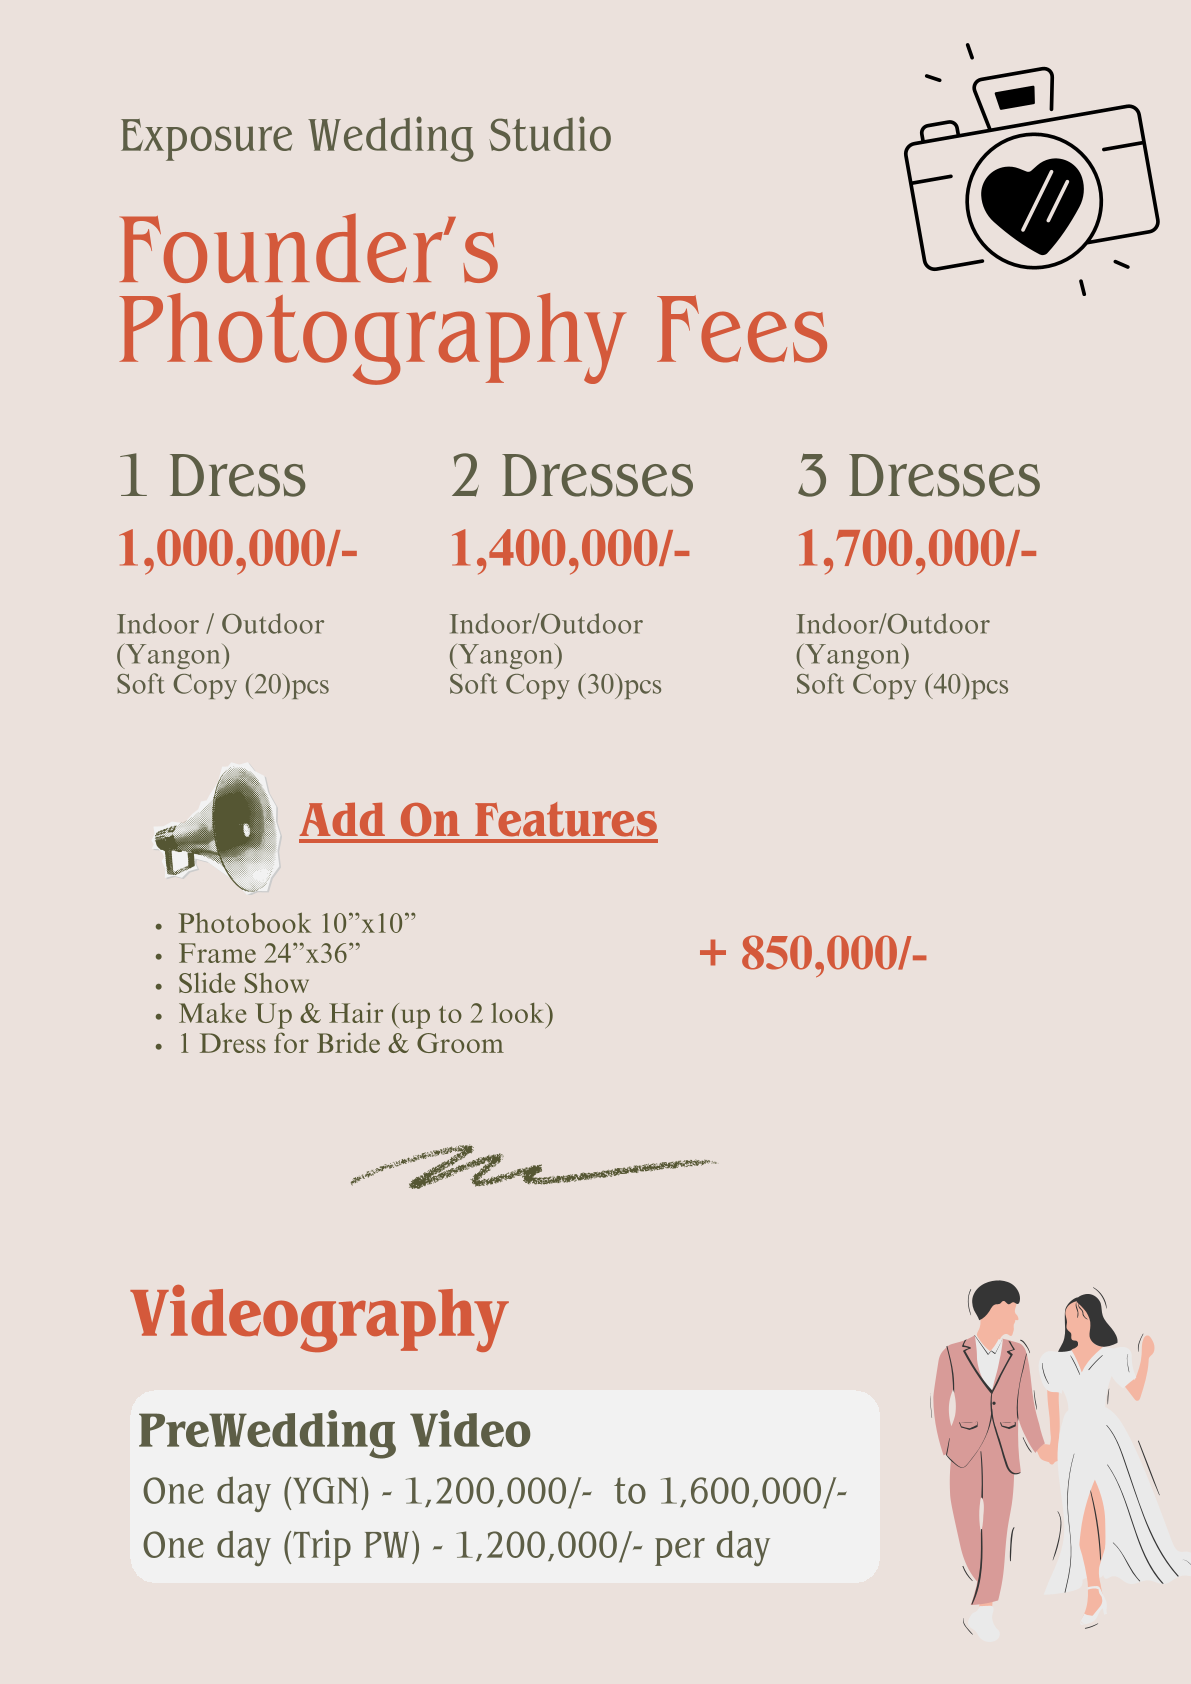 Exposure Wedding Studio
Founder's
Photography Fees
1 Dress
1,000,000/-
Indoor / Outdoor
(Yangon)
Soft Copy (20)pcs
2 Dresses
1,400,000/-
Indoor/Outdoor
(Yangon)
Soft Copy (30)pcs
3 Dresses
1,700,000/-
Indoor/Outdoor
(Yangon)
Soft Copy (40)pcs
Add On Features
• Photobook 10”x10”
• Frame 24”x36”
• Slide Show
• Make Up & Hair (up to 2 look)
• 1 Dress for Bride & Groom
+ 850,000/-
Videography
PreWedding Video
One day (YGN) - 1,200,000/-  to 1,600,000/-
One day (Trip PW) - 1,200,000/- per day